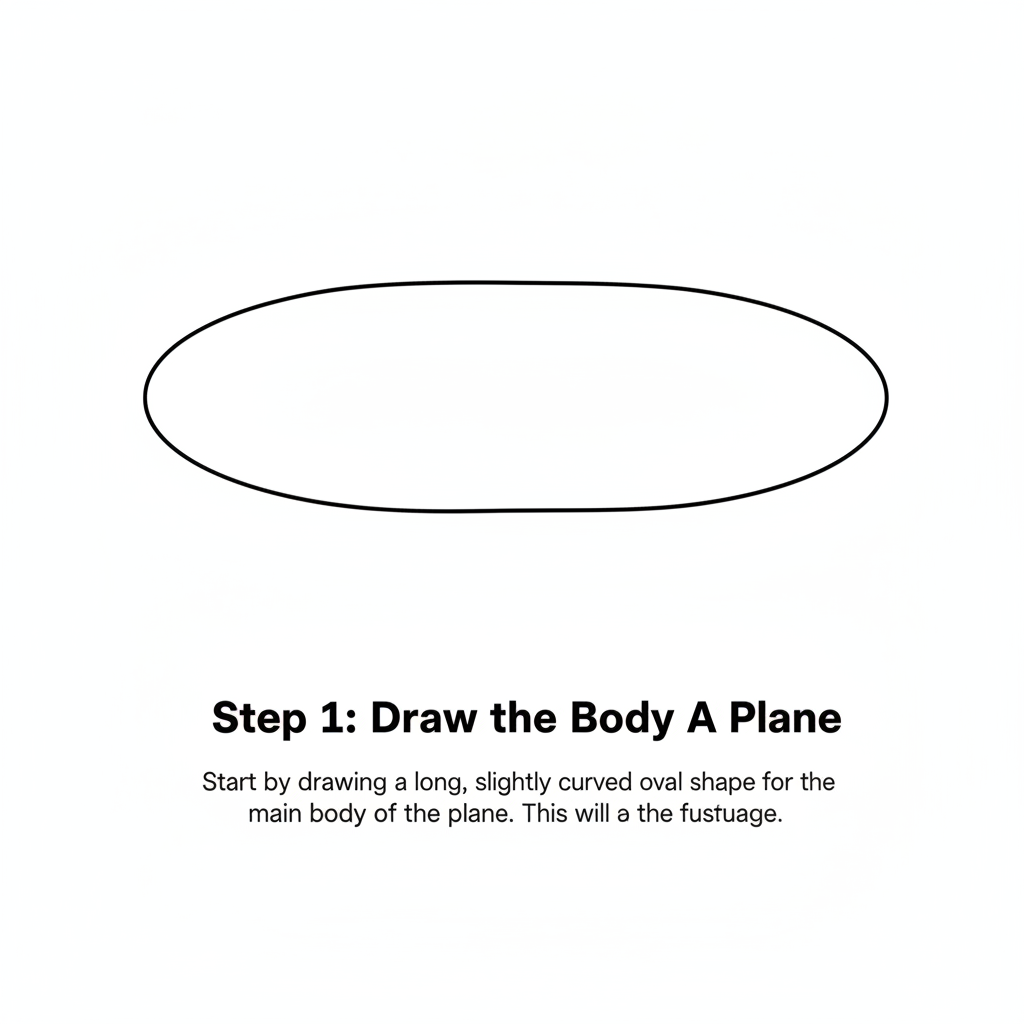 Step 1: Draw the Body A Plane
Start by drawing a long, slightly curved oval shape for the
main body of the plane. This will a the fustuage.